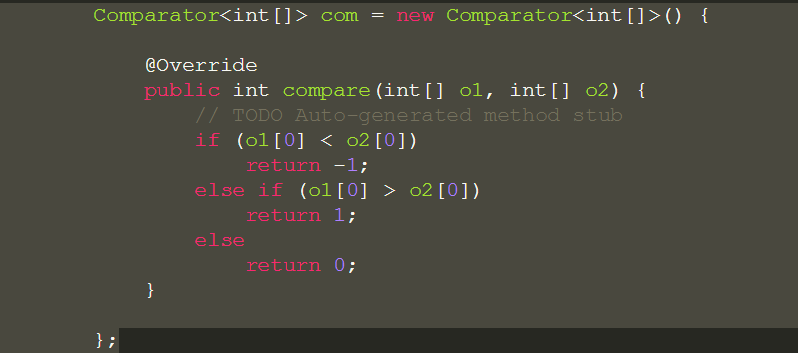 Comparator<int[]> com = new Comparator<int[]>() {
@Override
public int compare(int[] o1, int[] o2) {
// TODO Auto-generated method stub
if (o1[0] < o2[0])
return -1;
else if (o1[0] > o2[0])
return 1;
else
return 0;
}
};